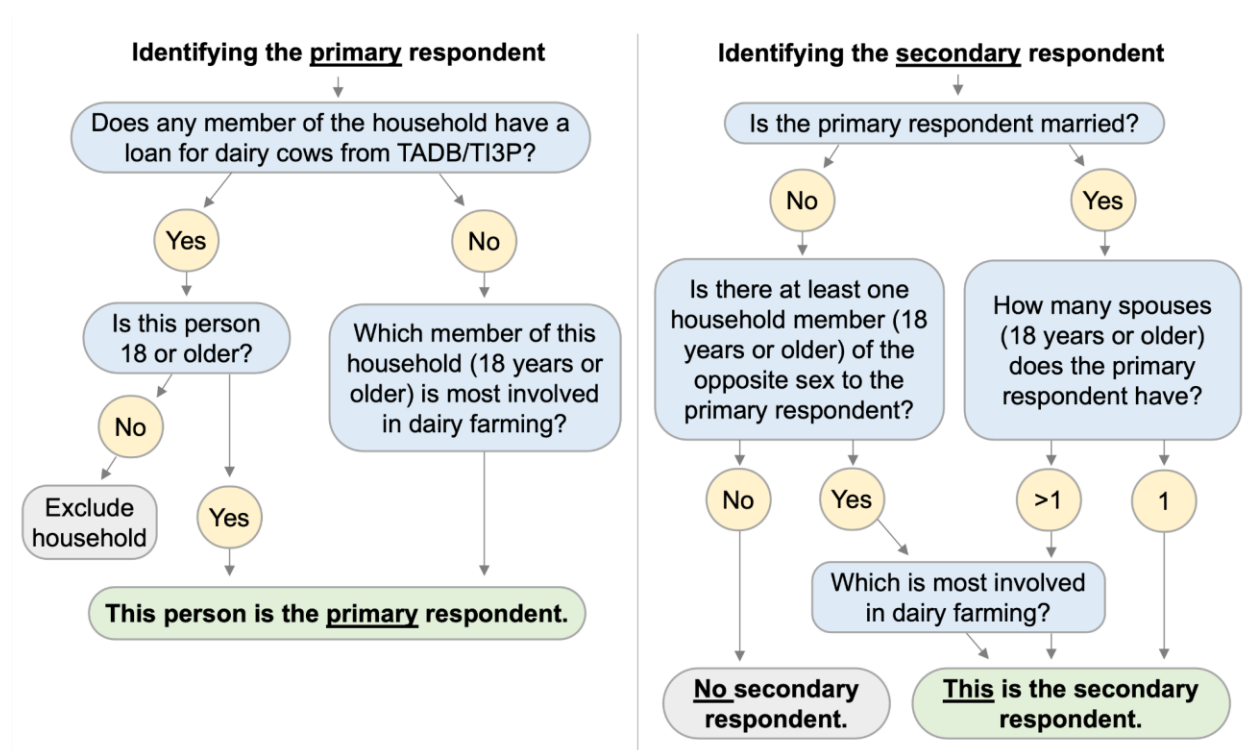 Identifying the primary respondent
Does any member of the household have a
loan for dairy cows from TADB/TI3P?
Yes
No
Is this person
18 or older?
Which member of this
household (18 years or
older) is most involved
in dairy farming?
No
Exclude
household
Yes
This person is the primary respondent.
Identifying the secondary respondent
Is the primary respondent married?
No
Yes
Is there at least one
household member (18
years or older) of the
opposite sex to the
primary respondent?
How many spouses
(18 years or older)
does the primary
respondent have?
No
Yes
>1
1
Which is most involved
in dairy farming?
No secondary
respondent.
This is the secondary
respondent.